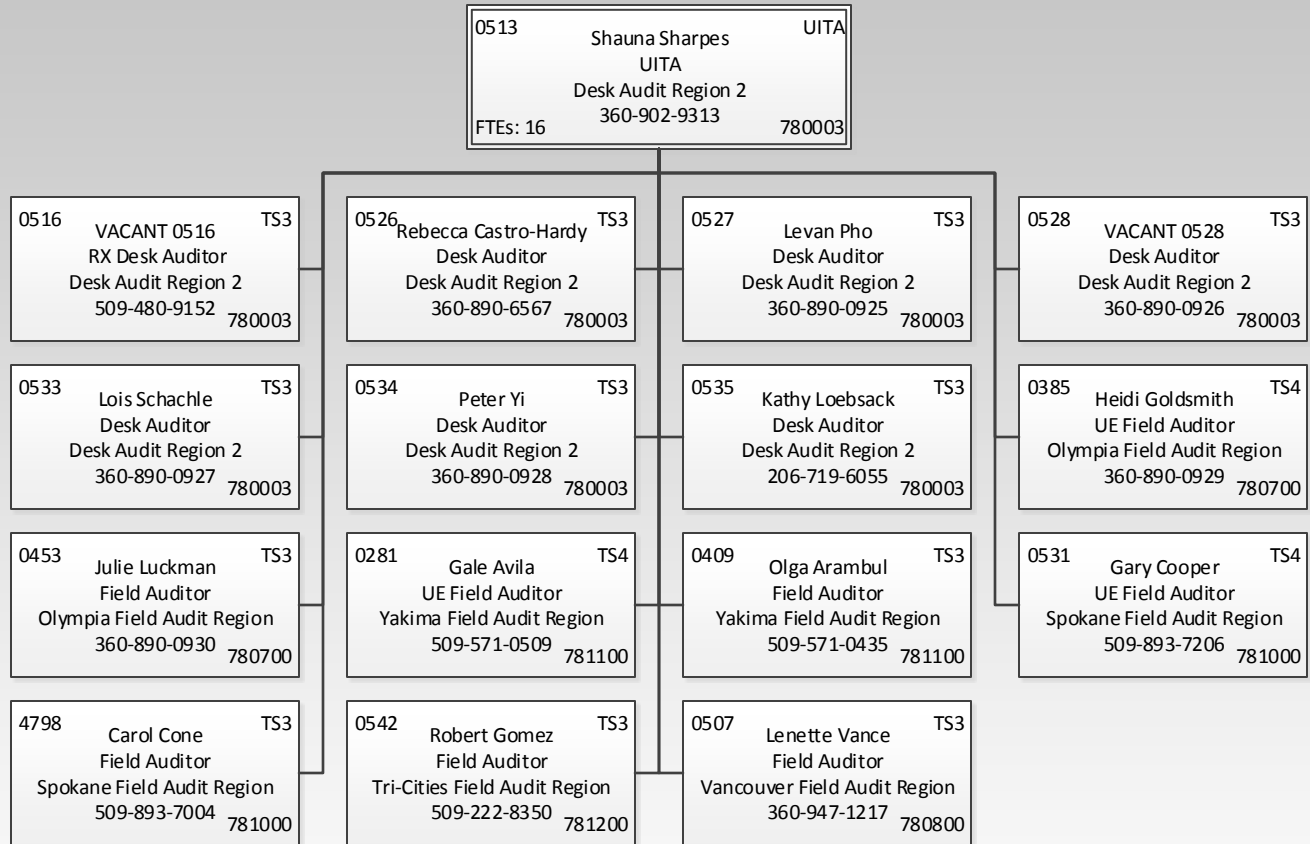 0513 UITA
Shauna Sharpes
UITA
Desk Audit Region 2
360-902-9313
FTEs: 16 780003
0516 TS3
VACANT 0516
RX Desk Auditor
Desk Audit Region 2
509-480-9152
780003
0526 TS3
Rebecca Castro-Hardy
Desk Auditor
Desk Audit Region 2
360-890-6567
780003
0527 TS3
Levan Pho
Desk Auditor
Desk Audit Region 2
360-890-0925
780003
0528 TS3
VACANT 0528
Desk Auditor
Desk Audit Region 2
360-890-0926
780003
0533 TS3
Lois Schachle
Desk Auditor
Desk Audit Region 2
360-890-0927
780003
0534 TS3
Peter Yi
Desk Auditor
Desk Audit Region 2
360-890-0928
780003
0535 TS3
Kathy Loebsack
Desk Auditor
Desk Audit Region 2
206-719-6055
780003
0385 TS4
Heidi Goldsmith
UE Field Auditor
Olympia Field Audit Region
360-890-0929
780700
0453 TS3
Julie Luckman
Field Auditor
Olympia Field Audit Region
360-890-0930
780700
0281 TS4
Gale Avila
UE Field Auditor
Yakima Field Audit Region
509-571-0509
781100
0409 TS3
Olga Arambul
Field Auditor
Yakima Field Audit Region
509-571-0435
781100
0531 TS4
Gary Cooper
UE Field Auditor
Spokane Field Audit Region
509-893-7206
781000
4798 TS3
Carol Cone
Field Auditor
Spokane Field Audit Region
509-893-7004
781000
0542 TS3
Robert Gomez
Field Auditor
Tri-Cities Field Audit Region
509-222-8350
781200
0507 TS3
Lenette Vance
Field Auditor
Vancouver Field Audit Region
360-947-1217
780800